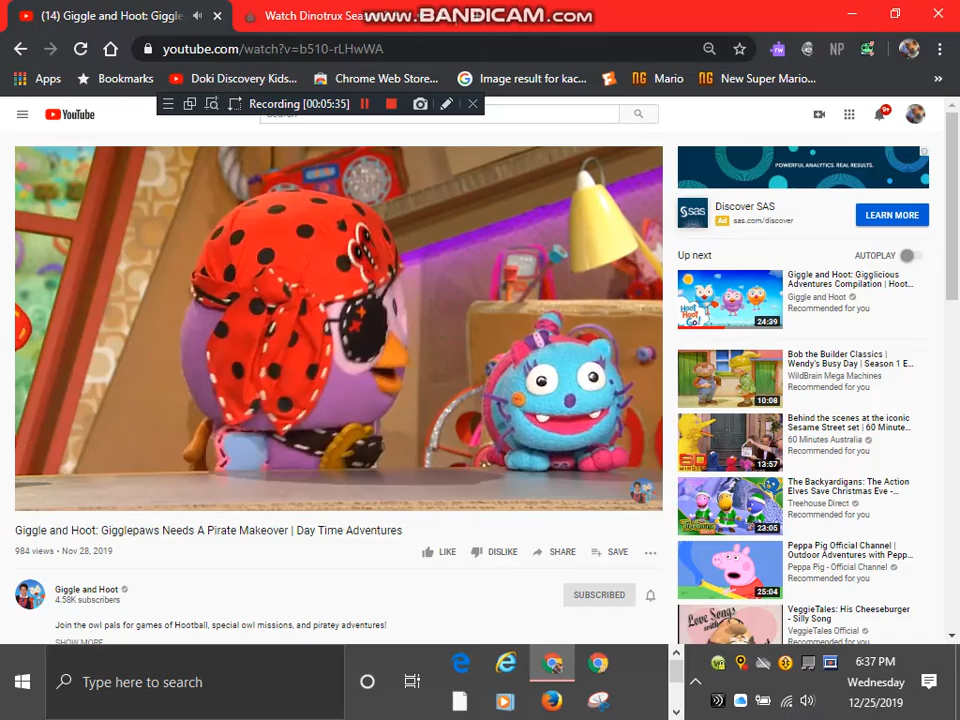 (14) Giggle and Hoot: Giggle
Watch Dinotrux Sea
www.BANDICAM.com
youtube.com/watch?v=b510-rLHwWA
Apps
Bookmarks
Doki Discovery Kids...
Chrome Web Store...
Image result for kac...
Mario
New Super Mario...
Recording [00:05:35]
YouTube
Search
9+
POWERFUL ANALYTICS. REAL RESULTS.
Discover SAS
Ad sas.com/discover
LEARN MORE
Up next
AUTOPLAY
Giggle and Hoot: Gigglicious
Adventures Compilation | Hoot...
Giggle and Hoot
Recommended for you
24:39
Bob the Builder Classics |
Wendy's Busy Day | Season 1 E...
WildBrain Mega Machines
Recommended for you
10:08
Behind the scenes at the iconic
Sesame Street set | 60 Minute...
60 Minutes Australia
Recommended for you
13:57
The Backyardigans: The Action
Elves Save Christmas Eve -...
Treehouse Direct
Recommended for you
23:05
Peppa Pig Official Channel |
Outdoor Adventures with Pepp...
Peppa Pig - Official Channel
Recommended for you
25:04
VeggieTales: His Cheeseburger
- Silly Song
VeggieTales Official
Recommended for you
Love Songs
Giggle and Hoot: Gigglepaws Needs A Pirate Makeover | Day Time Adventures
984 views • Nov 28, 2019
LIKE
DISLIKE
SHARE
SAVE
Giggle and Hoot
4.58K subscribers
SUBSCRIBED
Join the owl pals for games of Hootball, special owl missions, and piratey adventures!
SHOW MORE
Type here to search
6:37 PM
Wednesday
12/25/2019